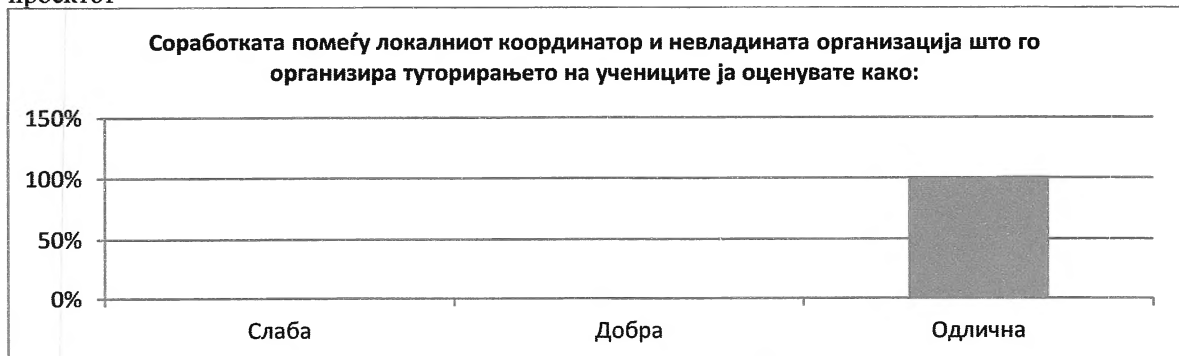 проектот
Соработката помеѓу локалниот координатор и невладината организација што го
организира туторирањето на учениците ја оценувате како:
150%
100%
50%
0%
Слаба Добра Одлична